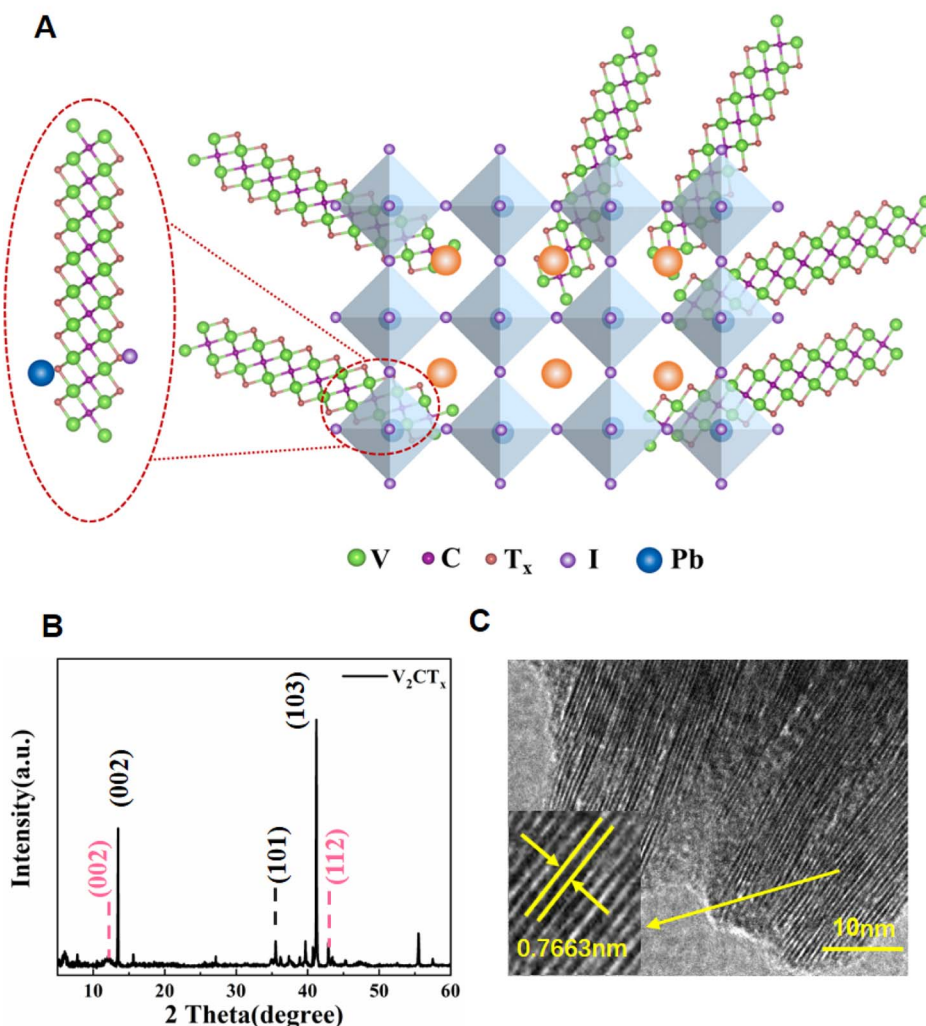 A
V C Tₓ I Pb
B
V₂CTₓ
Intensity(a.u.)
(002)
(002)
(101)
(103)
(112)
10 20 30 40 50 60
2 Theta(degree)
C
0.7663nm
10nm